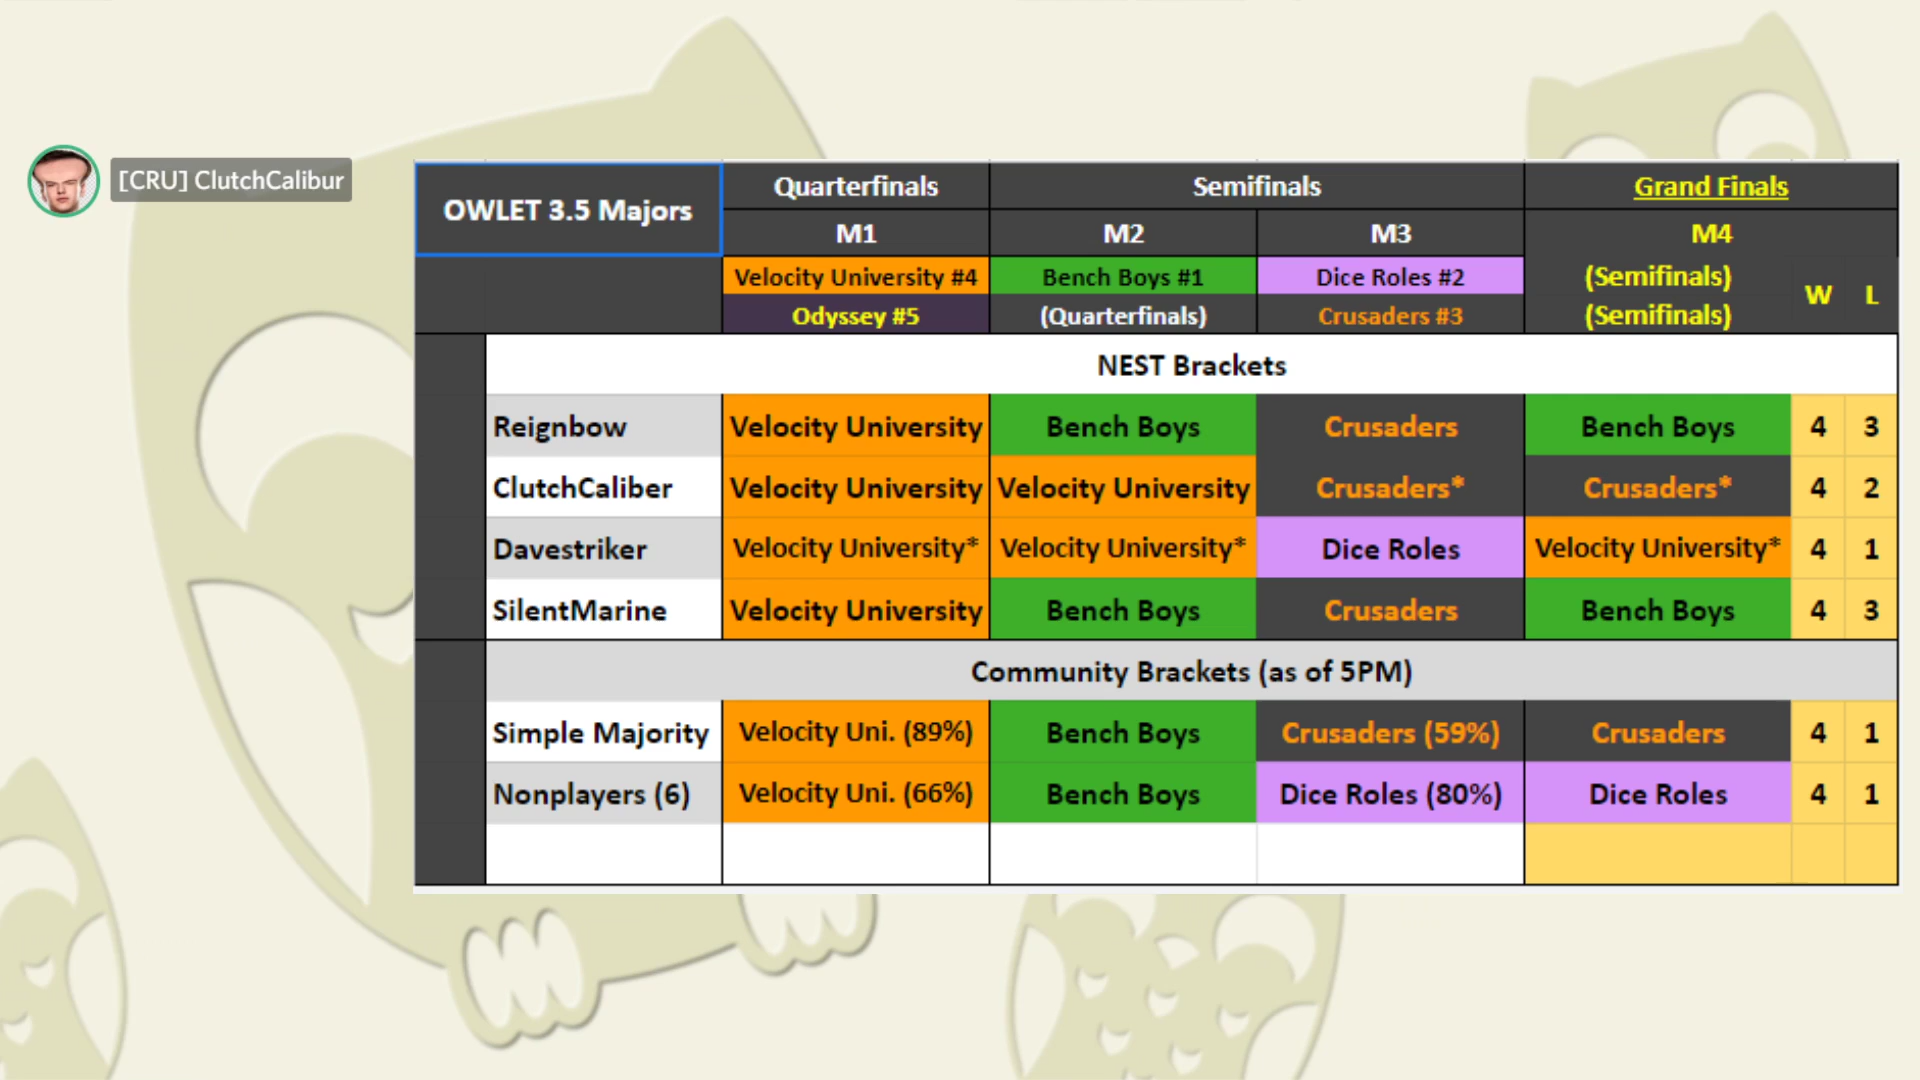 [CRU] ClutchCalibur
OWLET 3.5 Majors
Quarterfinals Semifinals Grand Finals
M1 M2 M3 M4
Velocity University #4 Bench Boys #1 Dice Roles #2 (Semifinals) W L
Odyssey #5 (Quarterfinals) Crusaders #3 (Semifinals)
NEST Brackets
Reignbow Velocity University Bench Boys Crusaders Bench Boys 4 3
ClutchCaliber Velocity University Velocity University Crusaders* Crusaders* 4 2
Davestriker Velocity University* Velocity University* Dice Roles Velocity University* 4 1
SilentMarine Velocity University Bench Boys Crusaders Bench Boys 4 3
Community Brackets (as of 5PM)
Simple Majority Velocity Uni. (89%) Bench Boys Crusaders (59%) Crusaders 4 1
Nonplayers (6) Velocity Uni. (66%) Bench Boys Dice Roles (80%) Dice Roles 4 1